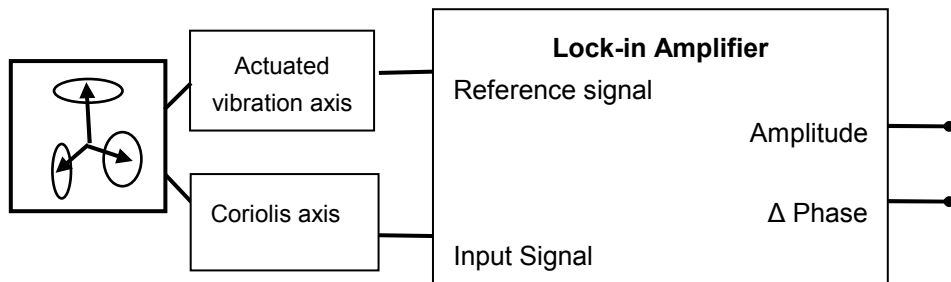 Actuated
vibration axis
Coriolis axis
Lock-in Amplifier
Reference signal
Amplitude
Δ Phase
Input Signal